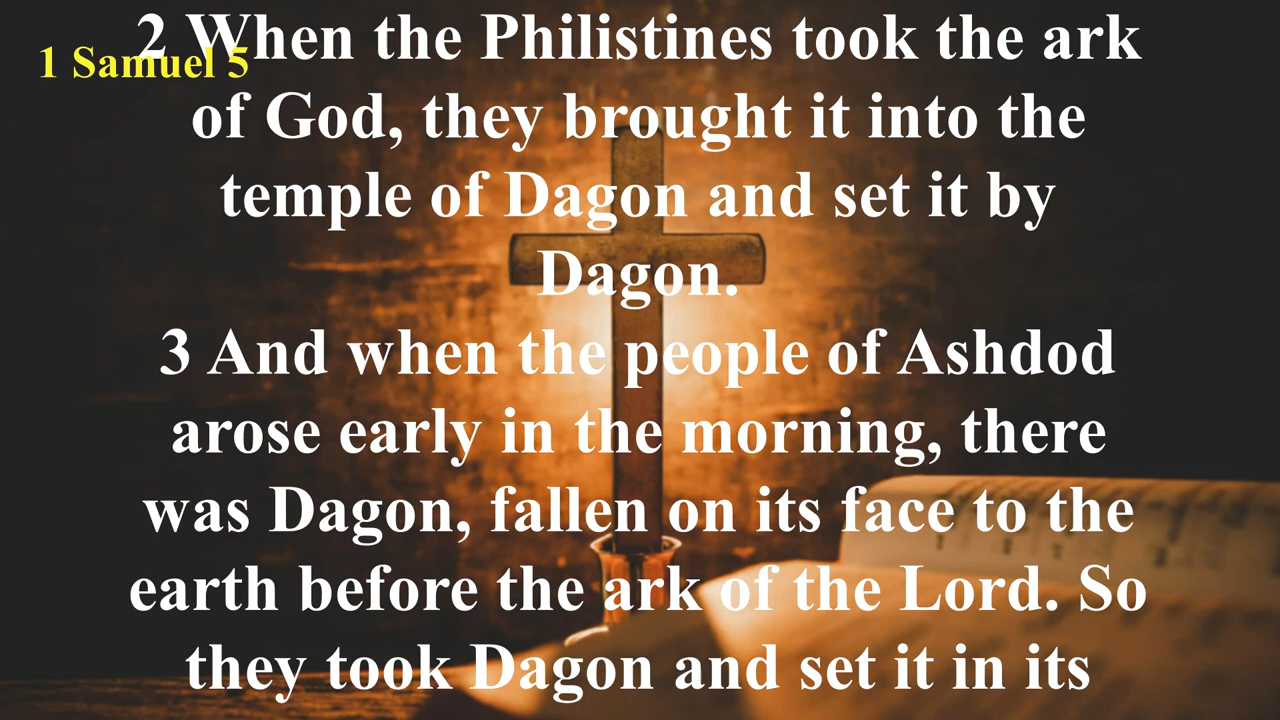 1 Samuel 5
2 When the Philistines took the ark
of God, they brought it into the
temple of Dagon and set it by
Dagon.
3 And when the people of Ashdod
arose early in the morning, there
was Dagon, fallen on its face to the
earth before the ark of the Lord. So
they took Dagon and set it in its